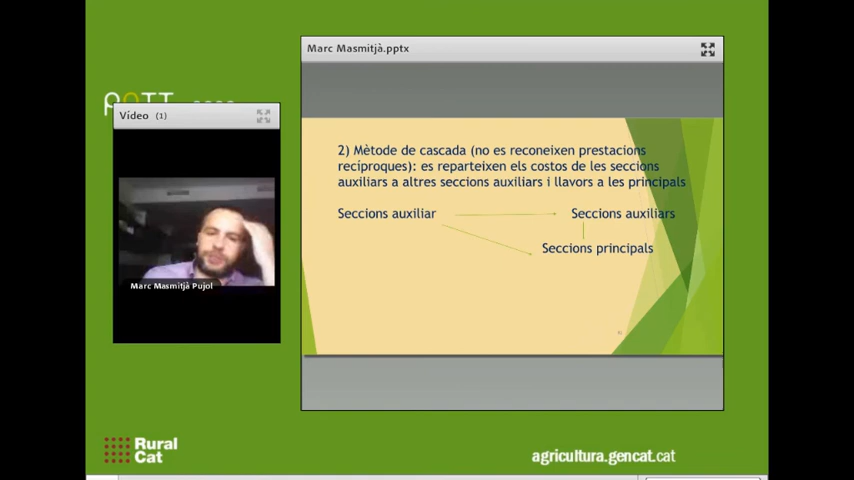 Marc Masmitjà.pptx
Vídeo (1)
2) Mètode de cascada (no es reconeixen prestacions
recíproques): es reparteixen els costos de les seccions
auxiliars a altres seccions auxiliars i llavors a les principals
Seccions auxiliar
Seccions auxiliars
Seccions principals
Marc Masmitjà Pujol
Rural
Cat
agricultura.gencat.cat